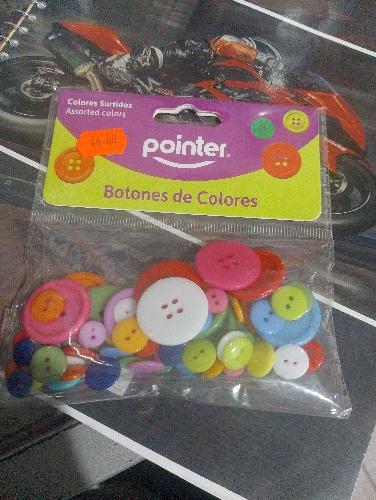 Colores Surtidos
Assorted colors
pointer
Botones de Colores